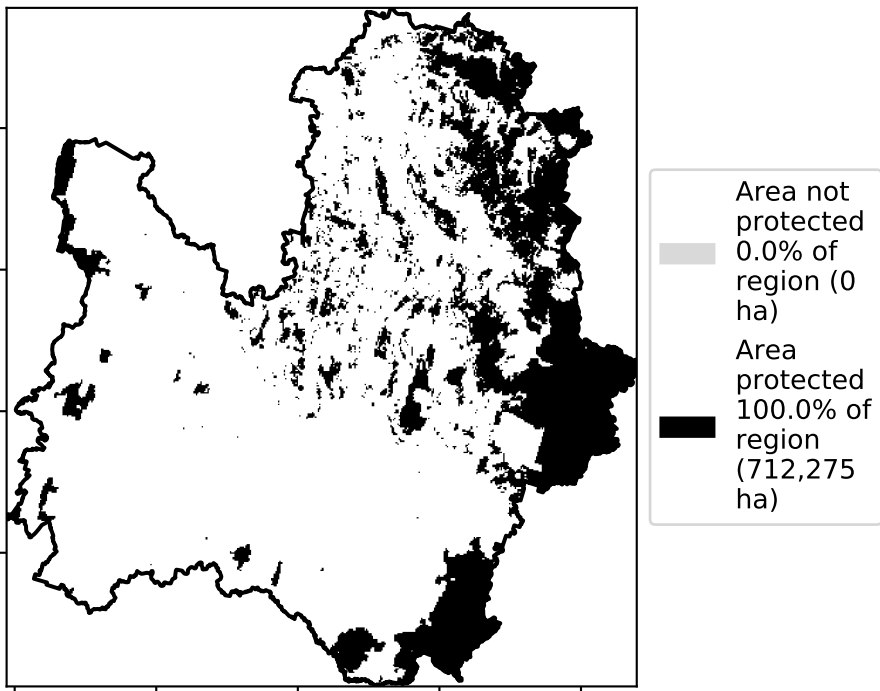 Area not
protected
0.0% of
region (0
ha)
Area
protected
100.0% of
region
(712,275
ha)